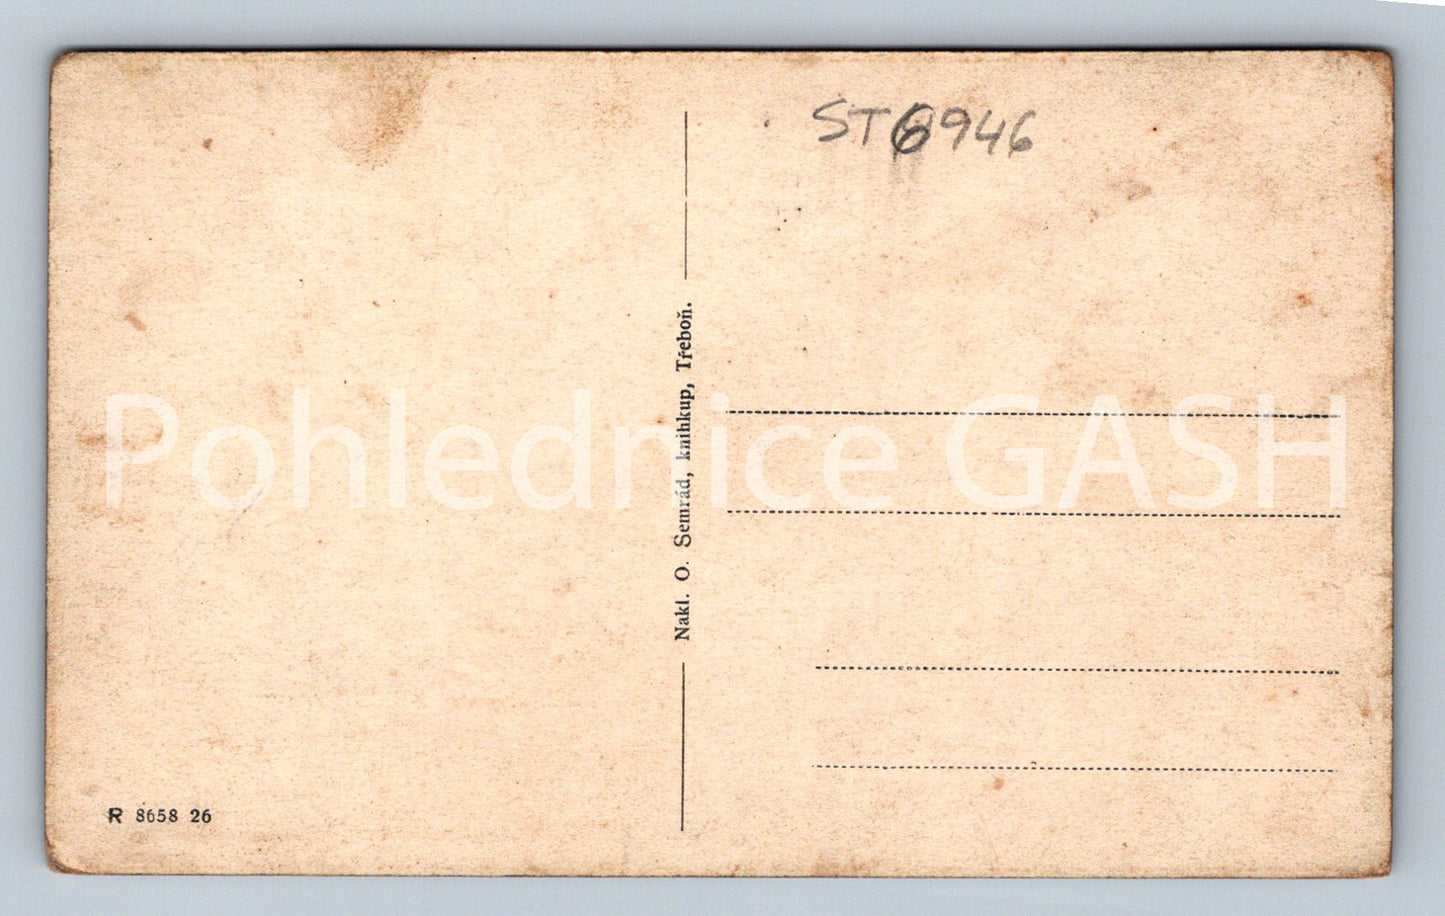 ST6946
Nakl. O. Semrád, knihkup, Třeboň.
Pohlednice GASH
R 8658 26